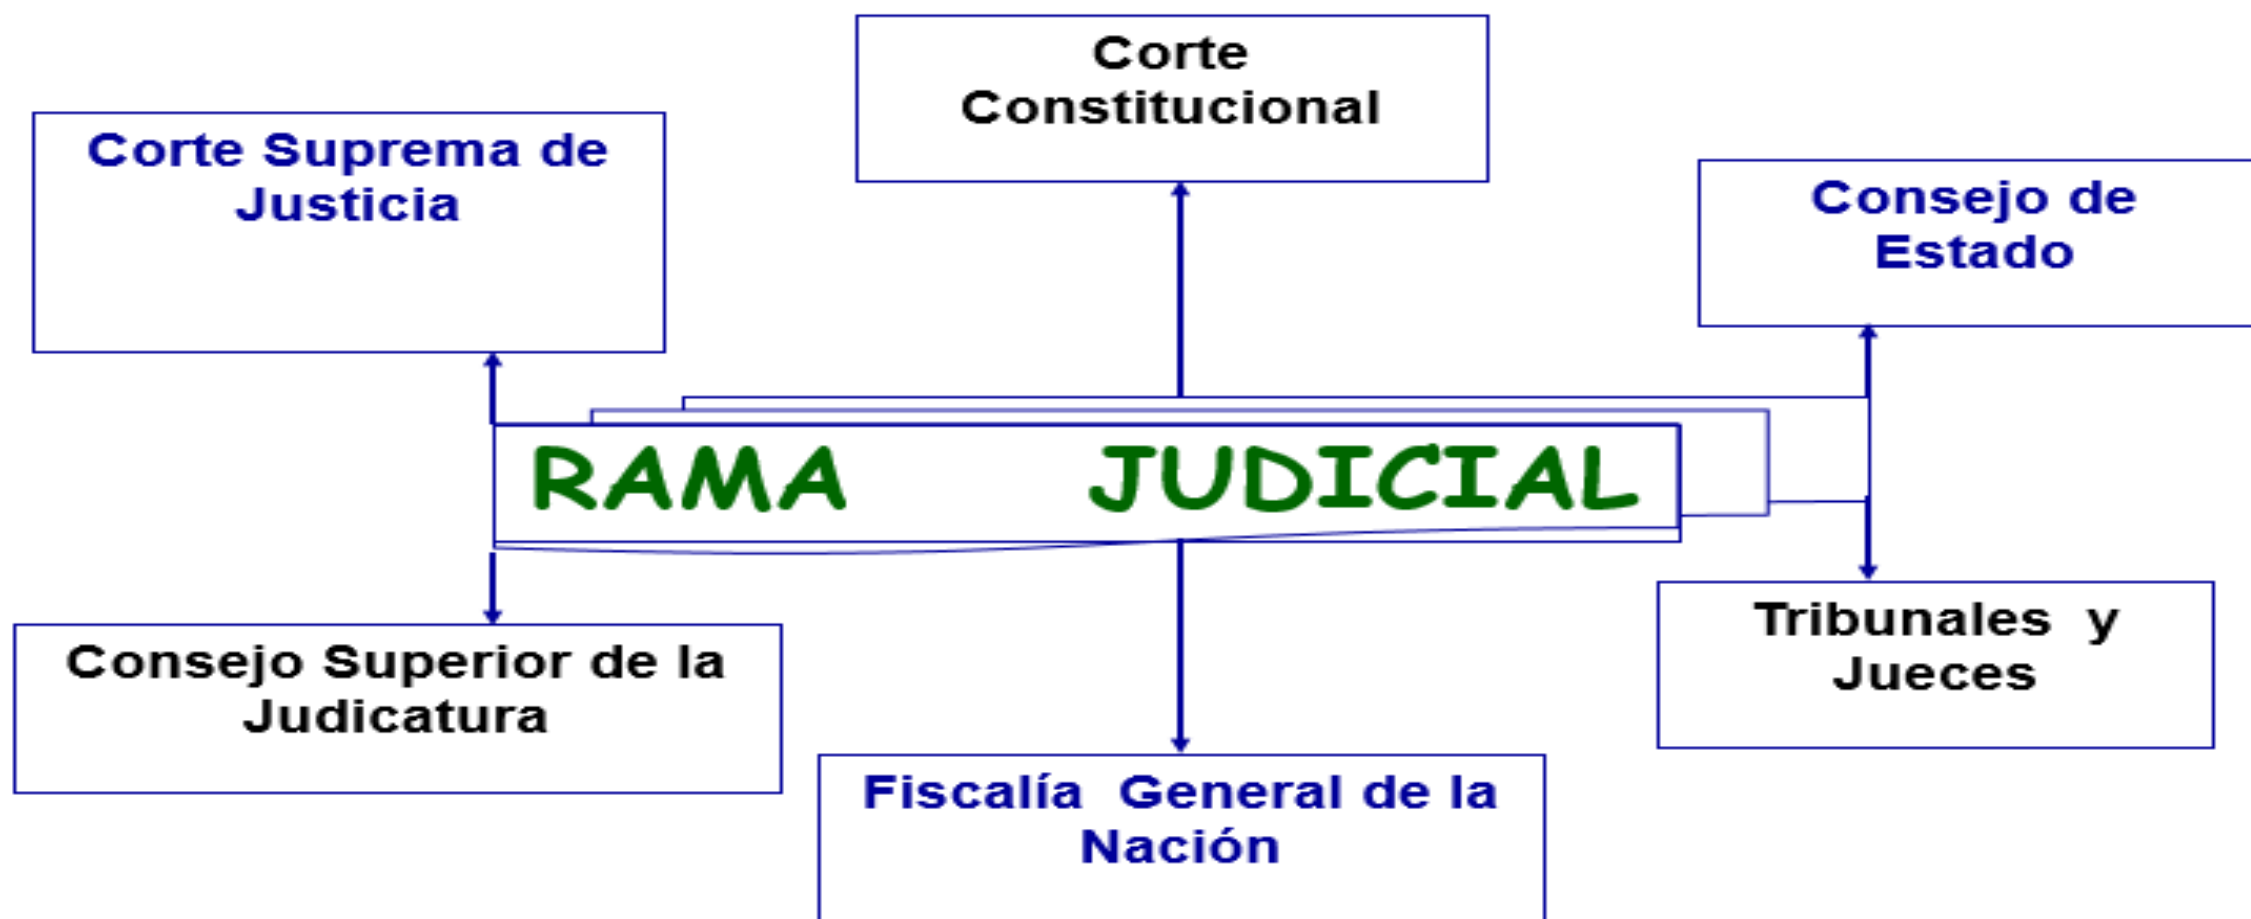 Corte
Constitucional
Corte Suprema de
Justicia
Consejo de
Estado
RAMA JUDICIAL
Consejo Superior de la
Judicatura
Tribunales y
Jueces
Fiscalía General de la
Nación